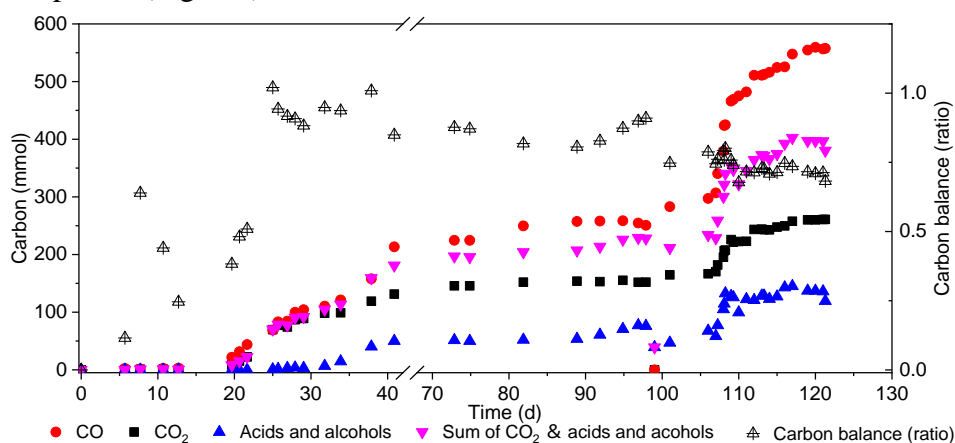 600
500
400
300
200
100
0
Carbon (mmol)
1.0
0.5
0.0
Carbon balance (ratio)
0 10 20 30 40 70 80 90 100 110 120 130
Time (d)
CO CO₂ Acids and alcohols Sum of CO₂ & acids and acohols Carbon balance (ratio)